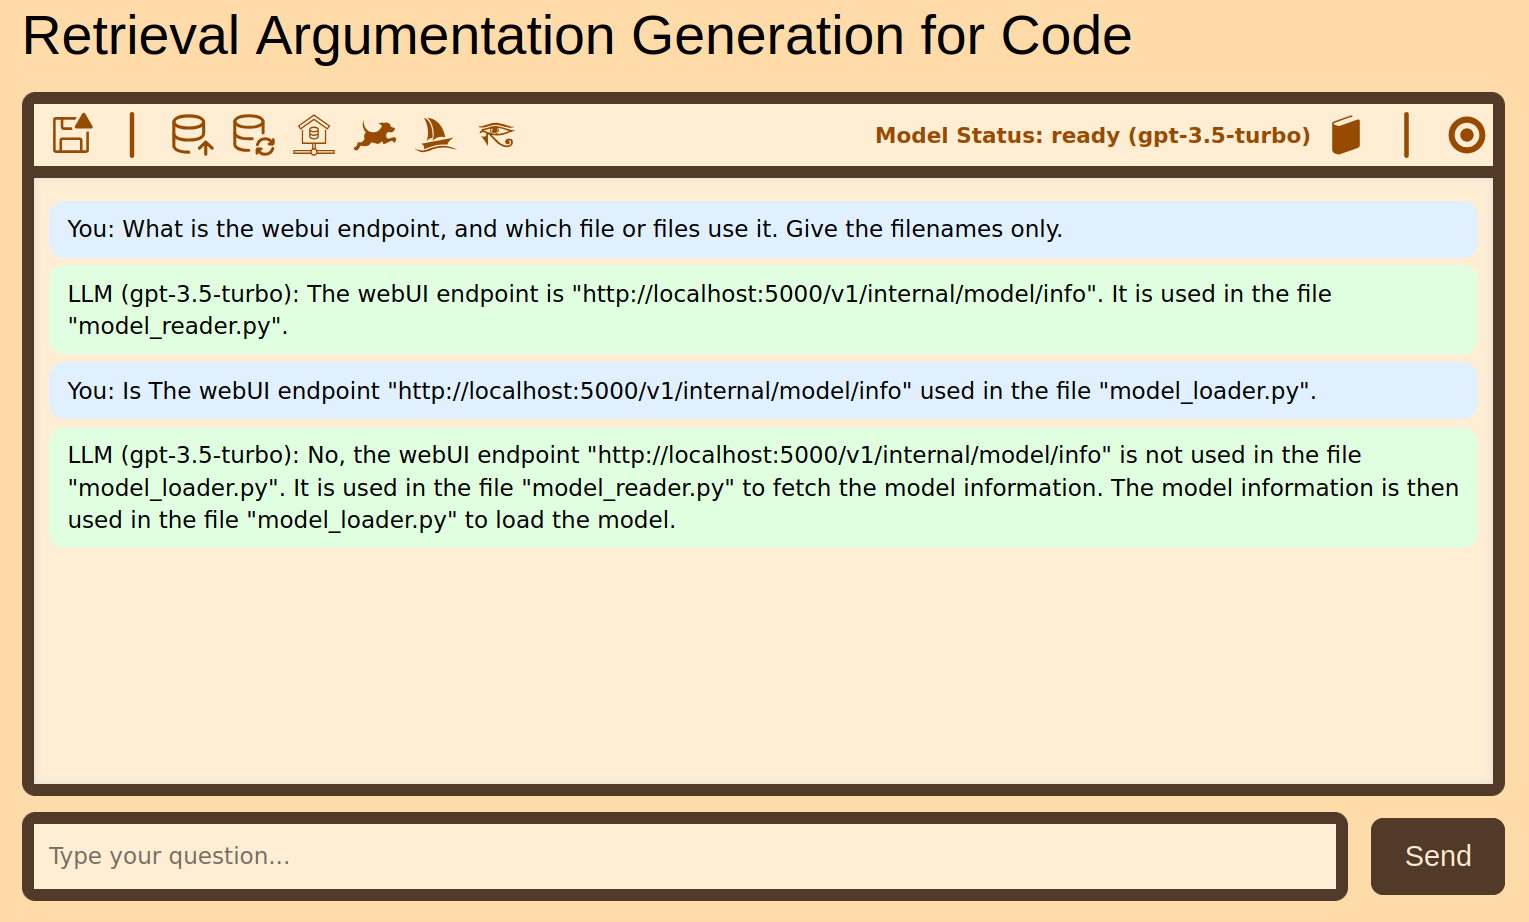 Retrieval Argumentation Generation for Code
Model Status: ready (gpt-3.5-turbo)
You: What is the webui endpoint, and which file or files use it. Give the filenames only.
LLM (gpt-3.5-turbo): The webUI endpoint is "http://localhost:5000/v1/internal/model/info". It is used in the file
"model_reader.py".
You: Is The webUI endpoint "http://localhost:5000/v1/internal/model/info" used in the file "model_loader.py".
LLM (gpt-3.5-turbo): No, the webUI endpoint "http://localhost:5000/v1/internal/model/info" is not used in the file
"model_loader.py". It is used in the file "model_reader.py" to fetch the model information. The model information is then
used in the file "model_loader.py" to load the model.
Type your question...
Send